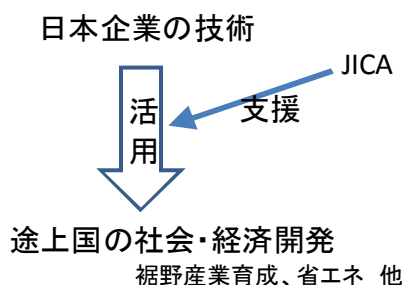 日本企業の技術
JICA
活用
支援
途上国の社会・経済開発
裾野産業育成、省エネ 他